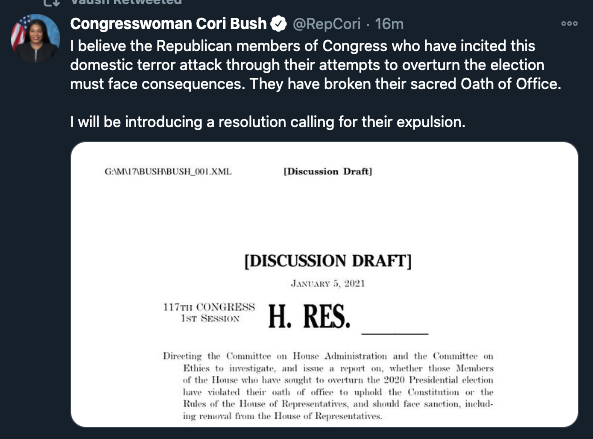 Vaush Retweeted
Congresswoman Cori Bush @RepCori · 16m
I believe the Republican members of Congress who have incited this
domestic terror attack through their attempts to overturn the election
must face consequences. They have broken their sacred Oath of Office.
I will be introducing a resolution calling for their expulsion.
G:\M\17\BUSH\BUSH_001.XML [Discussion Draft]
[DISCUSSION DRAFT]
JANUARY 5, 2021
117TH CONGRESS
1ST SESSION
H. RES. ____
Directing the Committee on House Administration and the Committee on
Ethics to investigate, and issue a report on, whether those Members
of the House who have sought to overturn the 2020 Presidential election
have violated their oath of office to uphold the Constitution or the
Rules of the House of Representatives, and should face sanction, includ-
ing removal from the House of Representatives.